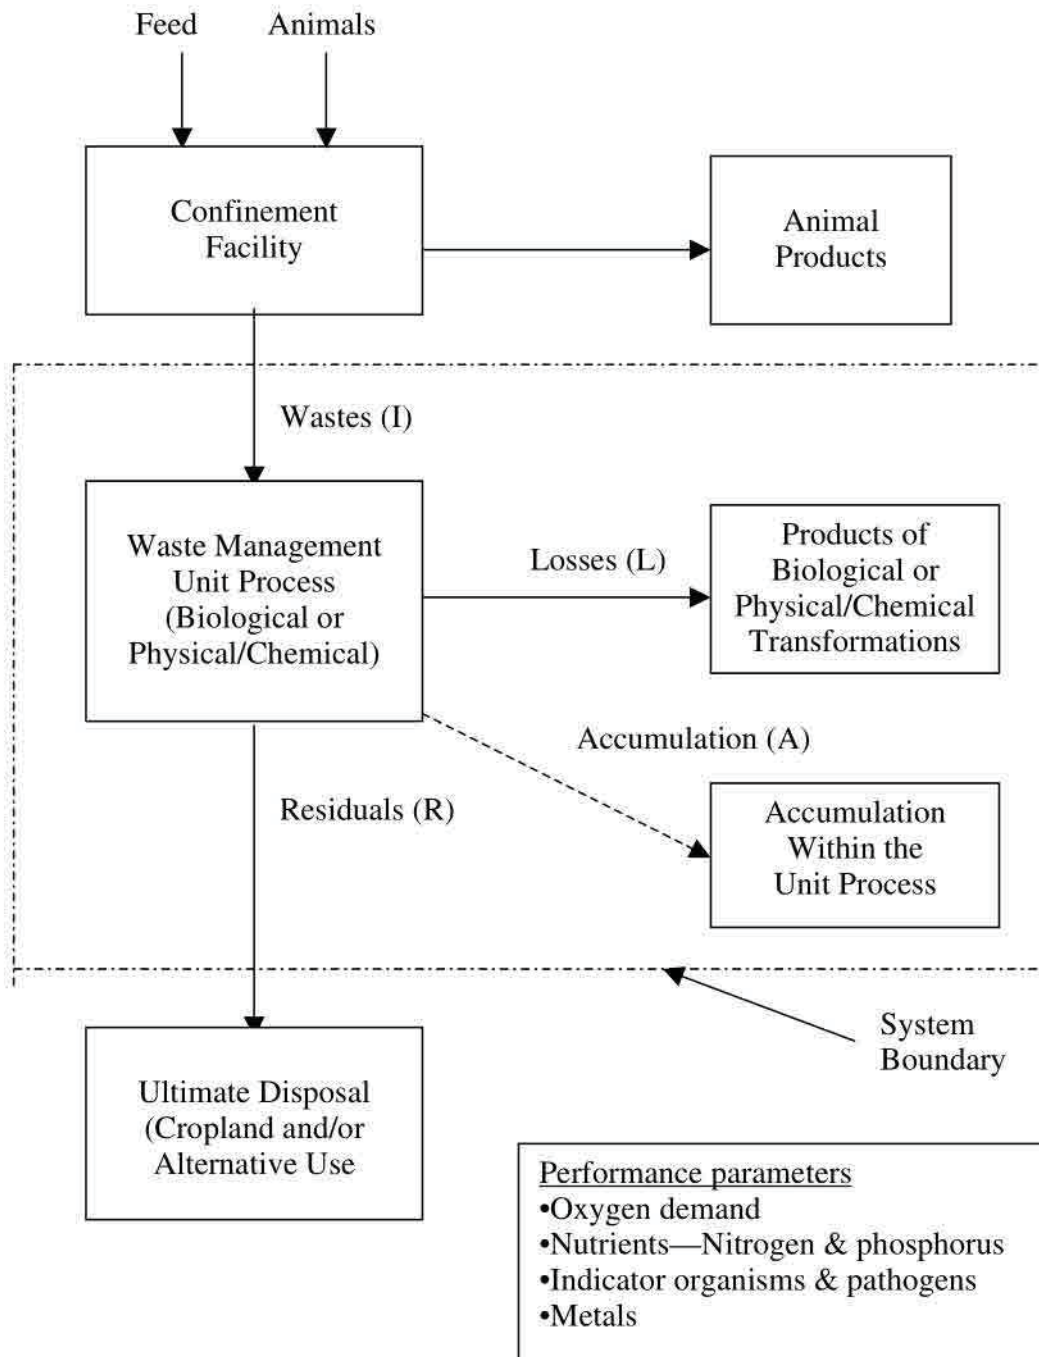 Feed
Animals
Confinement
Facility
Animal
Products
Wastes (I)
Waste Management
Unit Process
(Biological or
Physical/Chemical)
Losses (L)
Products of
Biological or
Physical/Chemical
Transformations
Accumulation (A)
Residuals (R)
Accumulation
Within the
Unit Process
System
Boundary
Ultimate Disposal
(Cropland and/or
Alternative Use
Performance parameters
•Oxygen demand
•Nutrients—Nitrogen & phosphorus
•Indicator organisms & pathogens
•Metals